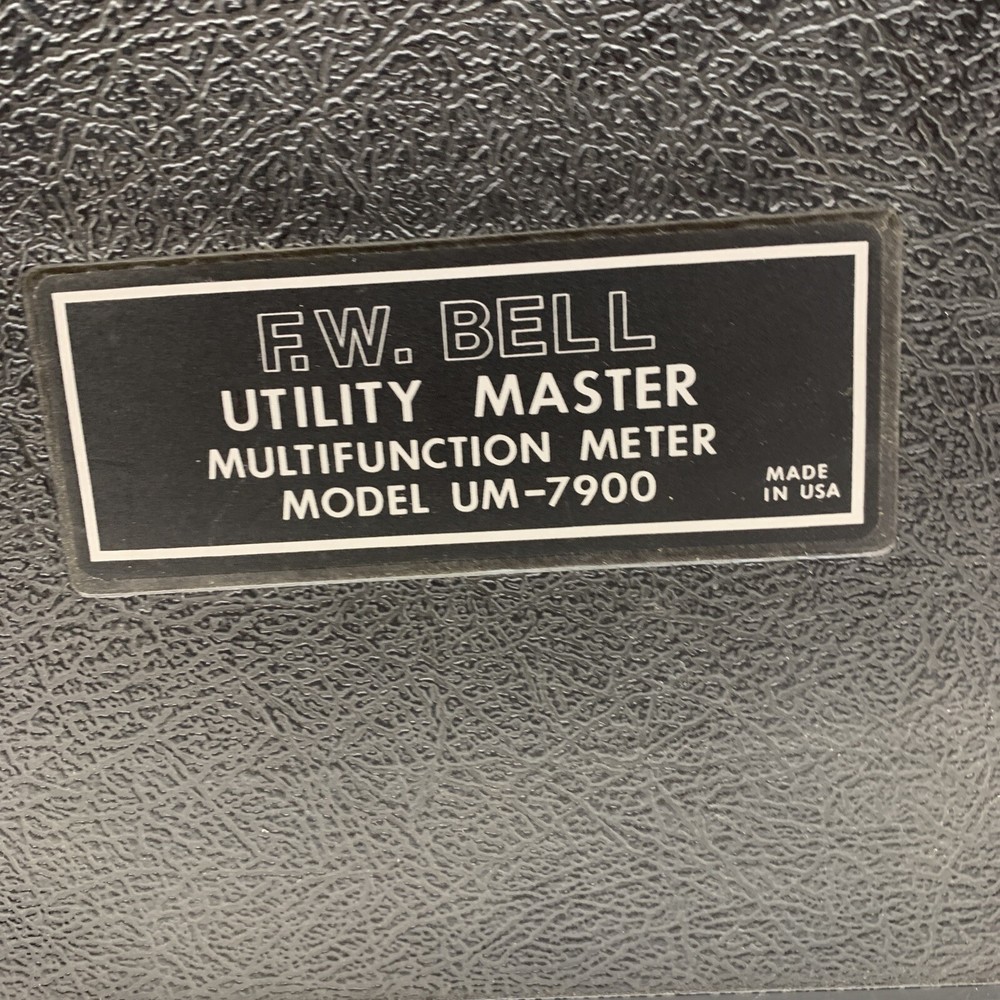 F.W. BELL
UTILITY MASTER
MULTIFUNCTION METER
MODEL UM-7900
MADE
IN USA